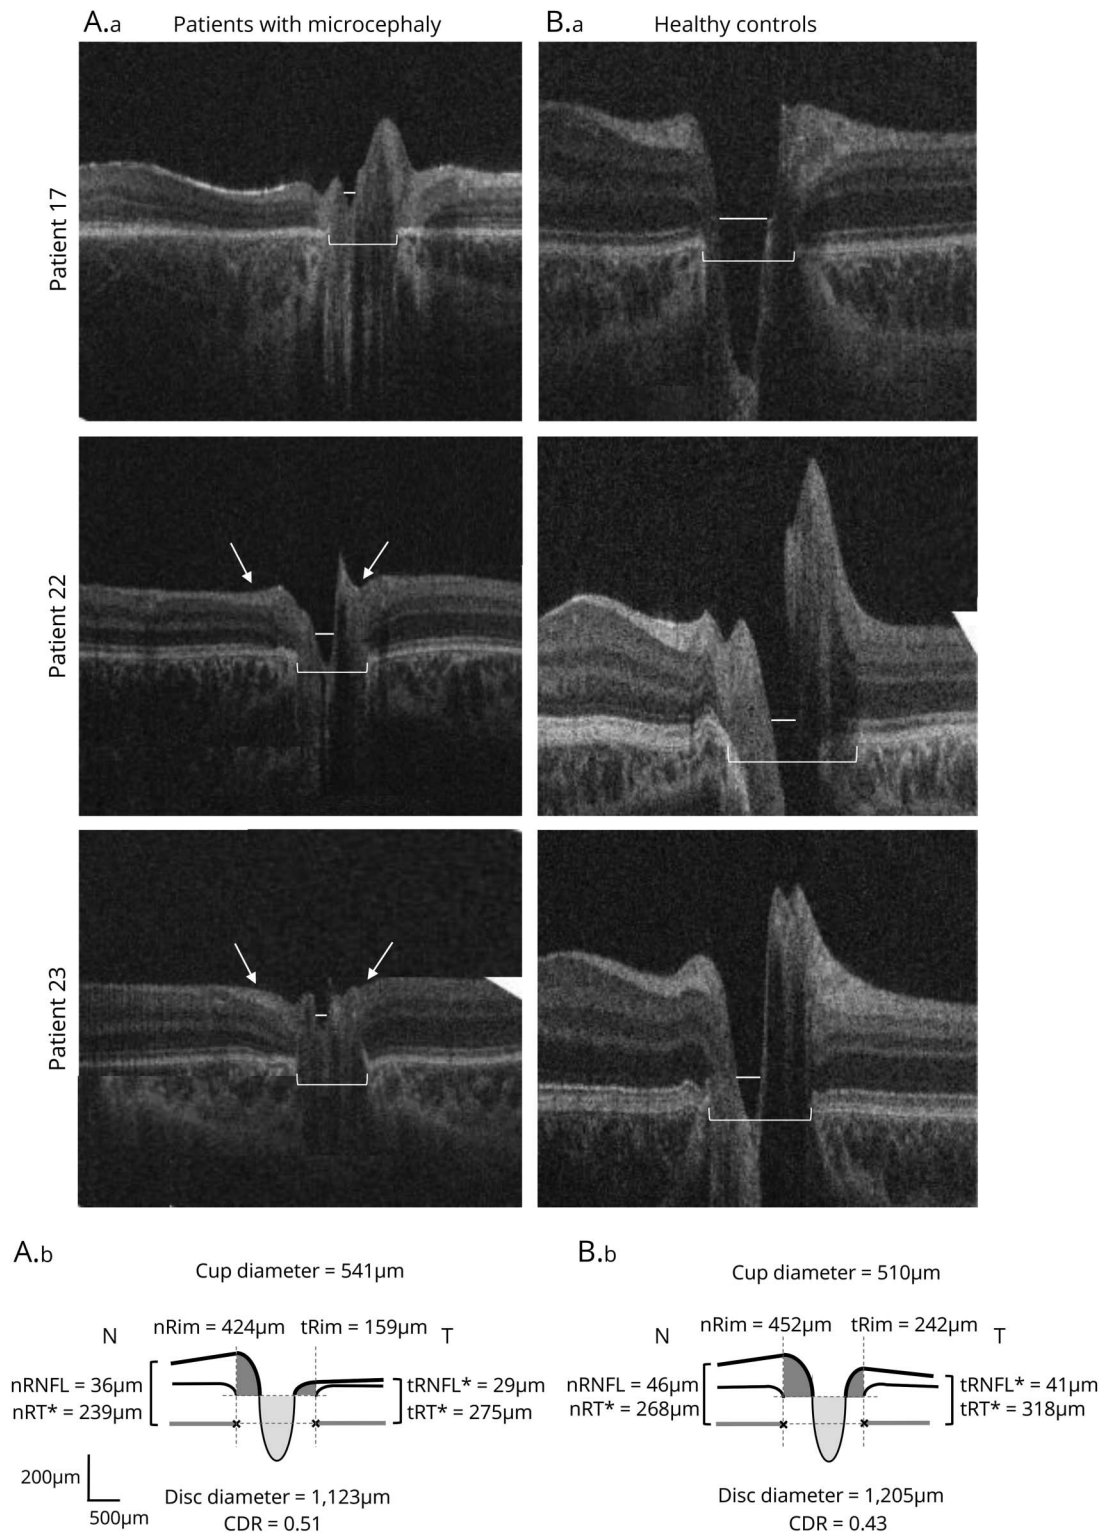 A.a Patients with microcephaly
B.a Healthy controls
Patient 17
Patient 22
Patient 23
A.b
Cup diameter = 541µm
N
nRim = 424µm
tRim = 159µm
T
nRNFL = 36µm
nRT* = 239µm
tRNFL* = 29µm
tRT* = 275µm
200µm
500µm
Disc diameter = 1,123µm
CDR = 0.51
B.b
Cup diameter = 510µm
N
nRim = 452µm
tRim = 242µm
T
nRNFL = 46µm
nRT* = 268µm
tRNFL* = 41µm
tRT* = 318µm
Disc diameter = 1,205µm
CDR = 0.43